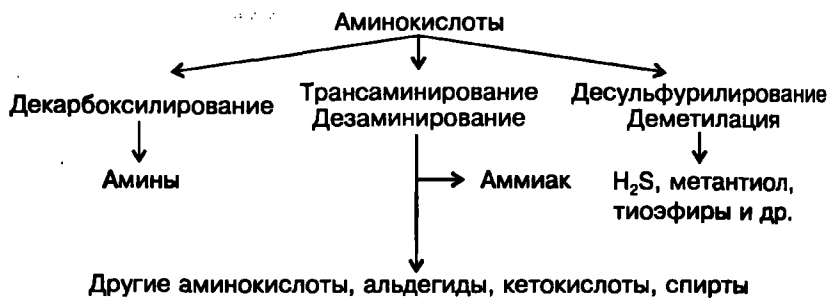 Аминокислоты
Декарбоксилирование
Трансаминирование
Дезаминирование
Десульфурилирование
Деметилация
Амины
Аммиак
H₂S, метантиол,
тиоэфиры и др.
Другие аминокислоты, альдегиды, кетокислоты, спирты